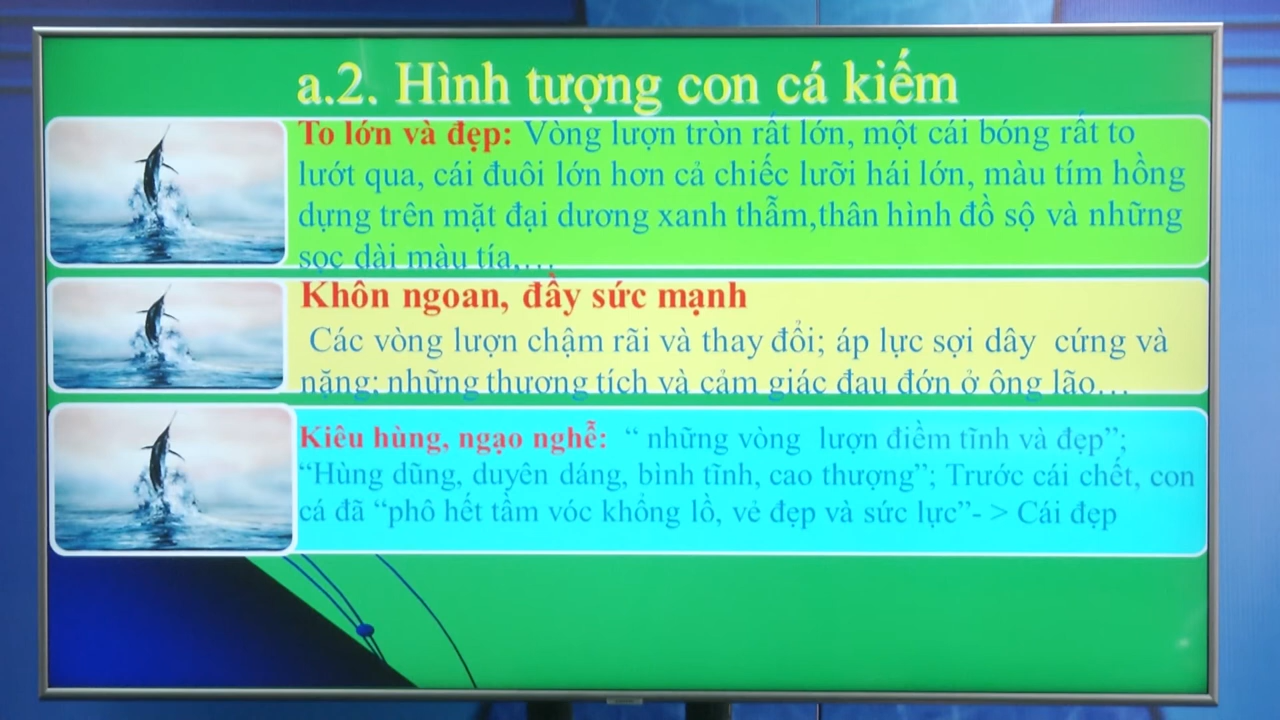 a.2. Hình tượng con cá kiếm
To lớn và đẹp: Vòng lượn tròn rất lớn, một cái bóng rất to
lướt qua, cái đuôi lớn hơn cả chiếc lưỡi hái lớn, màu tím hồng
dựng trên mặt đại dương xanh thẫm,thân hình đồ sộ và những
sọc dài màu tía,…
Khôn ngoan, đầy sức mạnh
Các vòng lượn chậm rãi và thay đổi; áp lực sợi dây cứng và
nặng; những thương tích và cảm giác đau đớn ở ông lão…
Kiêu hùng, ngạo nghễ: “ những vòng lượn điềm tĩnh và đẹp”;
“Hùng dũng, duyên dáng, bình tĩnh, cao thượng”; Trước cái chết, con
cá đã “phô hết tầm vóc khổng lồ, vẻ đẹp và sức lực”- > Cái đẹp